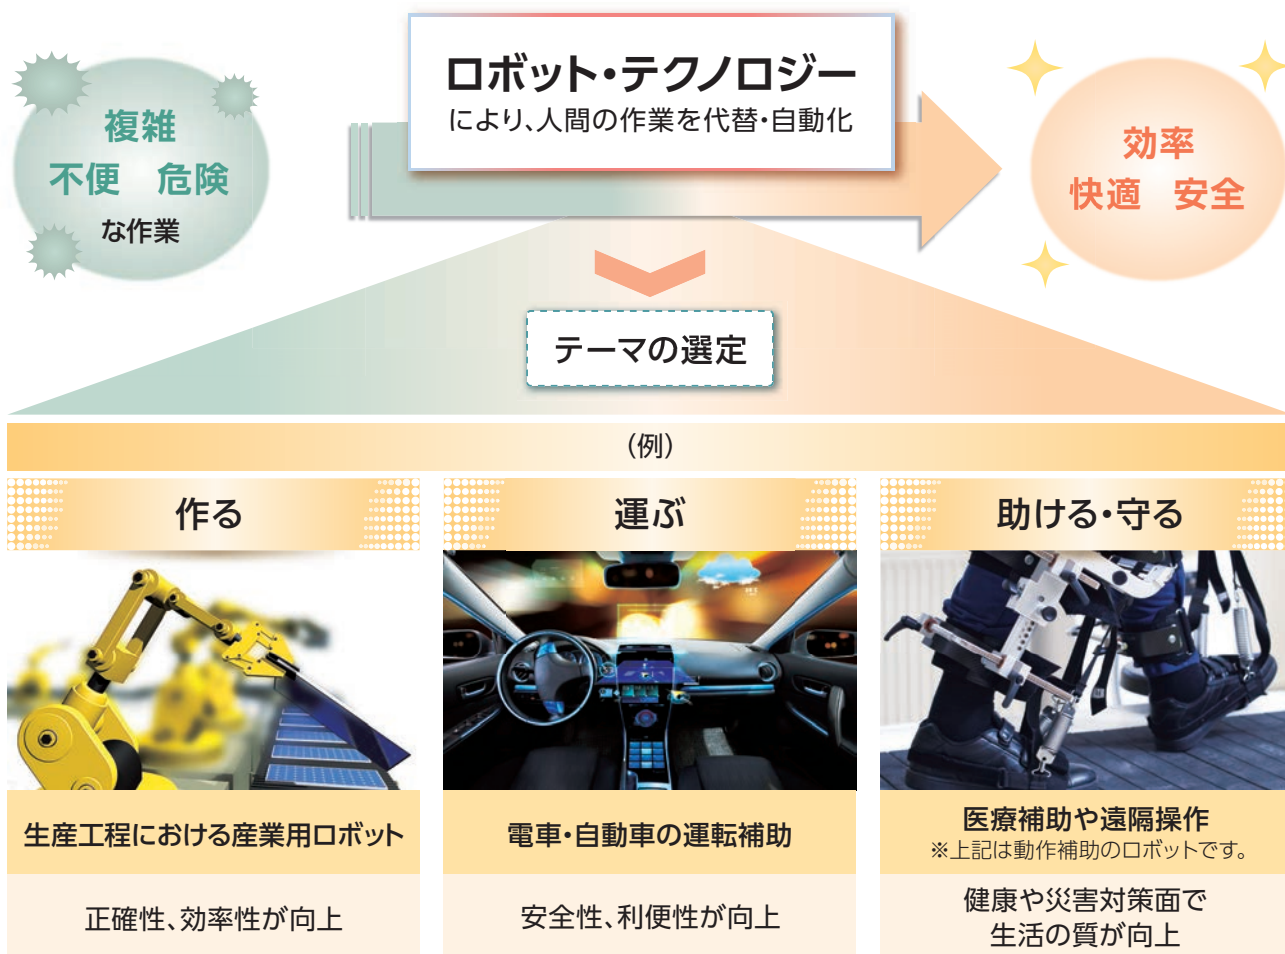 複雑
不便 危険
な作業
ロボット・テクノロジー
により、人間の作業を代替・自動化
効率
快適 安全
テーマの選定
(例)
作る
生産工程における産業用ロボット
正確性、効率性が向上
運ぶ
電車・自動車の運転補助
安全性、利便性が向上
助ける・守る
医療補助や遠隔操作
※上記は動作補助のロボットです。
健康や災害対策面で
生活の質が向上